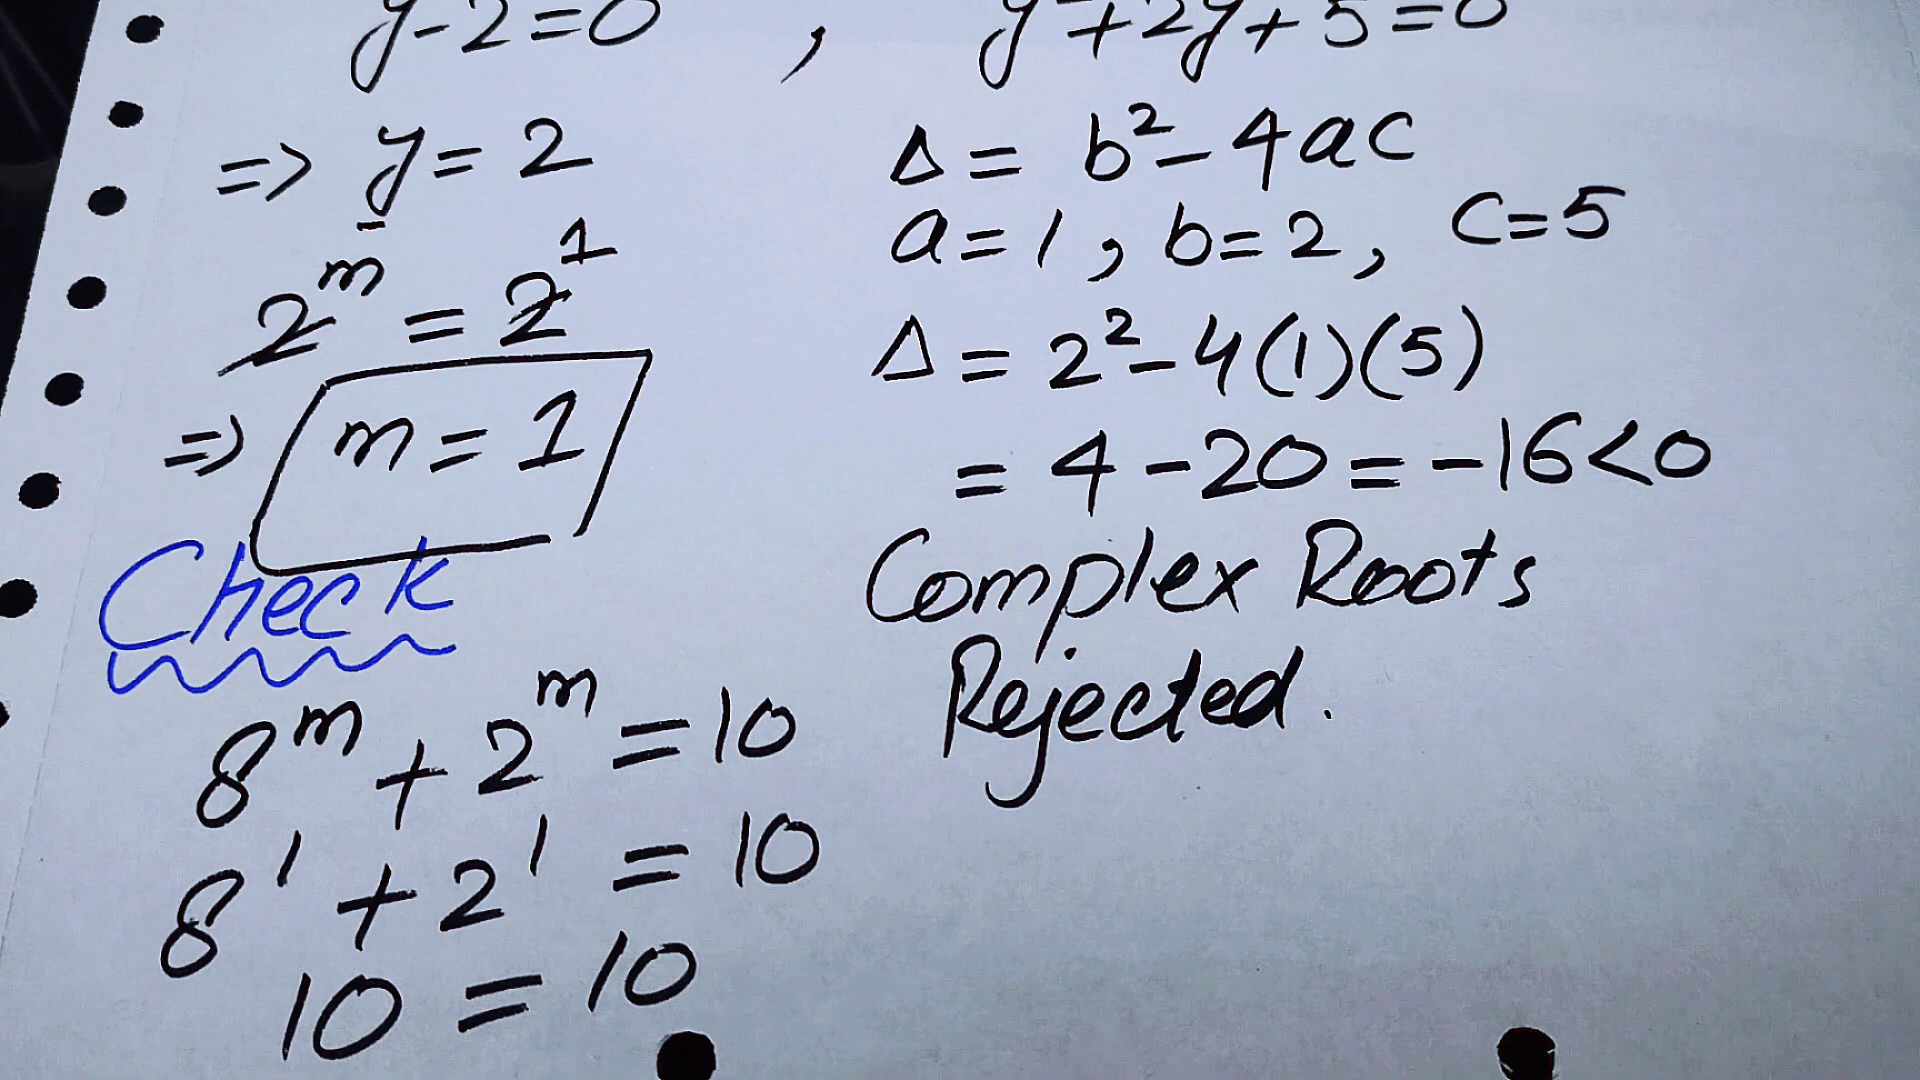 y-2=0 , y²+2y+5=0
=> y=2
2^m = 2^1
=> m=1
Check
8^m + 2^m = 10
8^1 + 2^1 = 10
10 = 10
Δ = b²-4ac
a=1, b=2, c=5
Δ = 2²-4(1)(5)
= 4-20=-16<0
Complex Roots
Rejected.